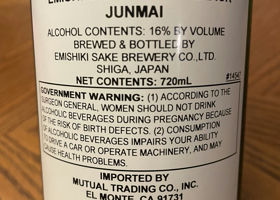 JUNMAI
ALCOHOL CONTENTS: 16% BY VOLUME
BREWED & BOTTLED BY
EMISHIKI SAKE BREWERY CO.,LTD.
SHIGA, JAPAN
NET CONTENTS: 720mL
#14547
GOVERNMENT WARNING: (1) ACCORDING TO THE
SURGEON GENERAL, WOMEN SHOULD NOT DRINK
ALCOHOLIC BEVERAGES DURING PREGNANCY BECAUSE
OF THE RISK OF BIRTH DEFECTS. (2) CONSUMPTION
OF ALCOHOLIC BEVERAGES IMPAIRS YOUR ABILITY
TO DRIVE A CAR OR OPERATE MACHINERY, AND MAY
CAUSE HEALTH PROBLEMS.
IMPORTED BY
MUTUAL TRADING CO., INC.
EL MONTE, CA 91731